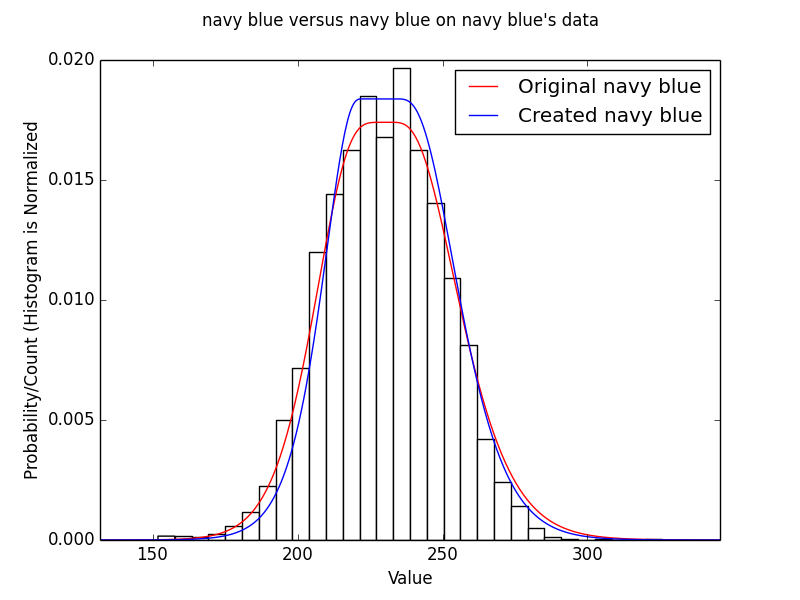 navy blue versus navy blue on navy blue's data
Original navy blue
Created navy blue
Probability/Count (Histogram is Normalized
0.020
0.015
0.010
0.005
0.000
150 200 250 300
Value